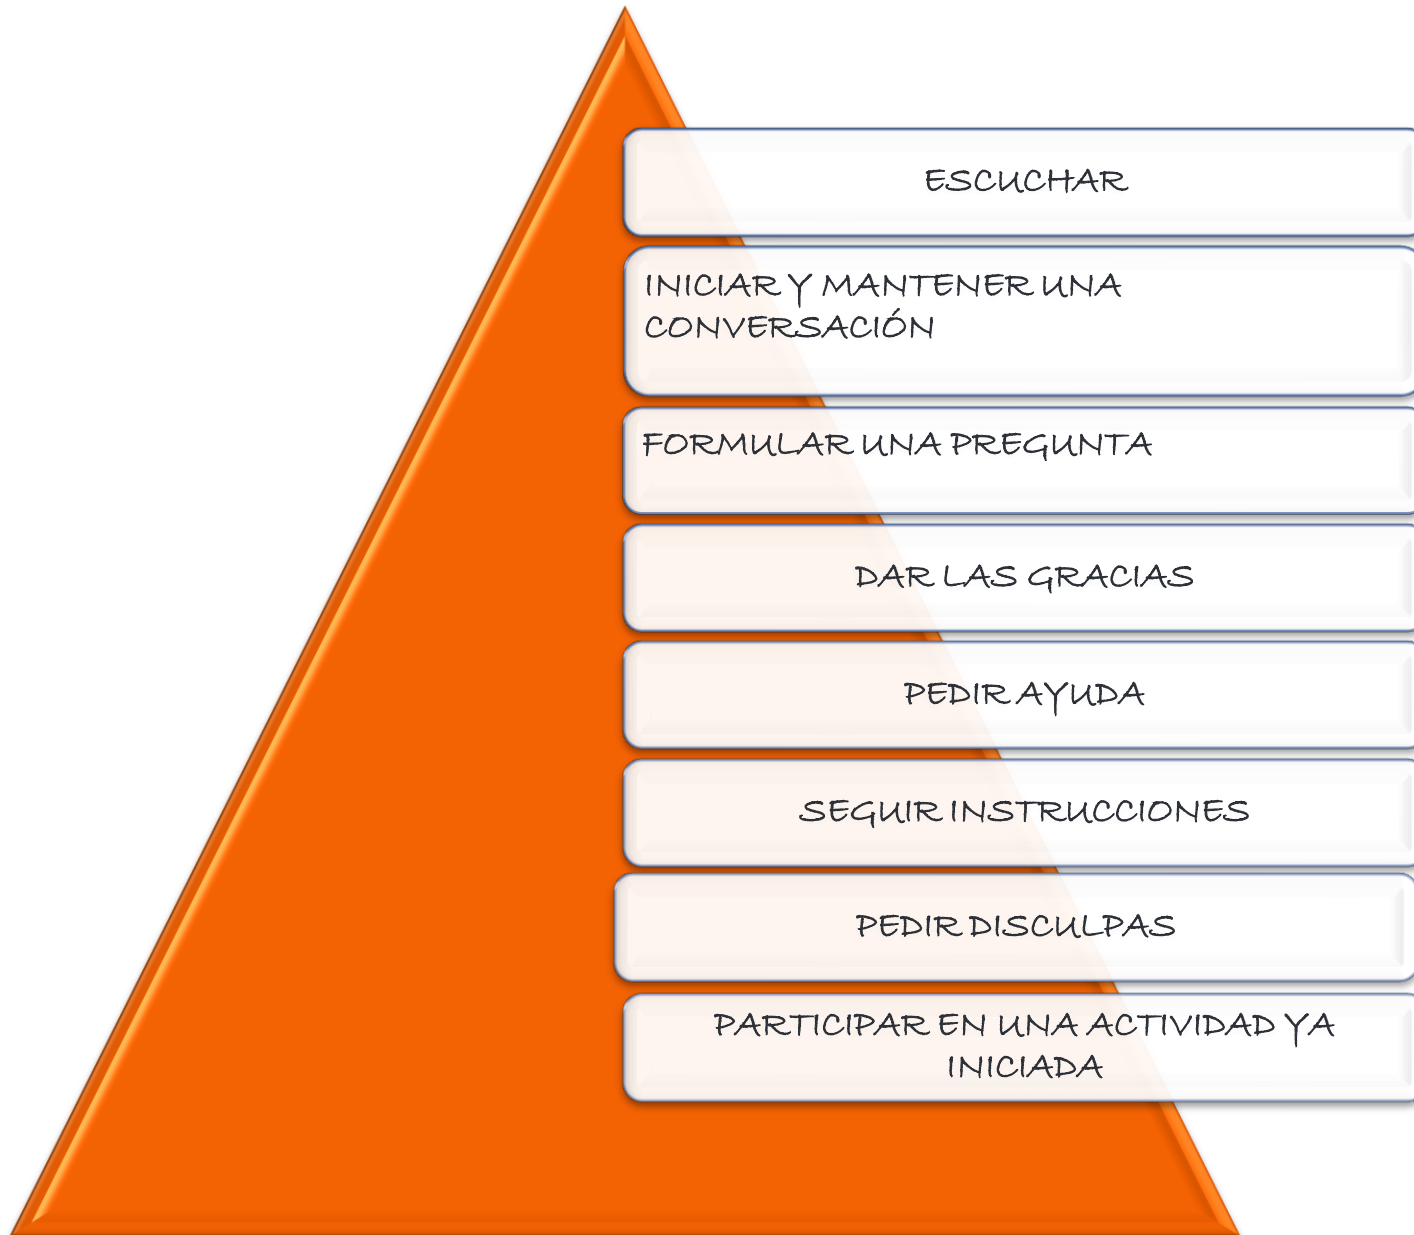 ESCUCHAR
INICIAR Y MANTENER UNA
CONVERSACIÓN
FORMULAR UNA PREGUNTA
DAR LAS GRACIAS
PEDIR AYUDA
SEGUIR INSTRUCCIONES
PEDIR DISCULPAS
PARTICIPAR EN UNA ACTIVIDAD YA
INICIADA